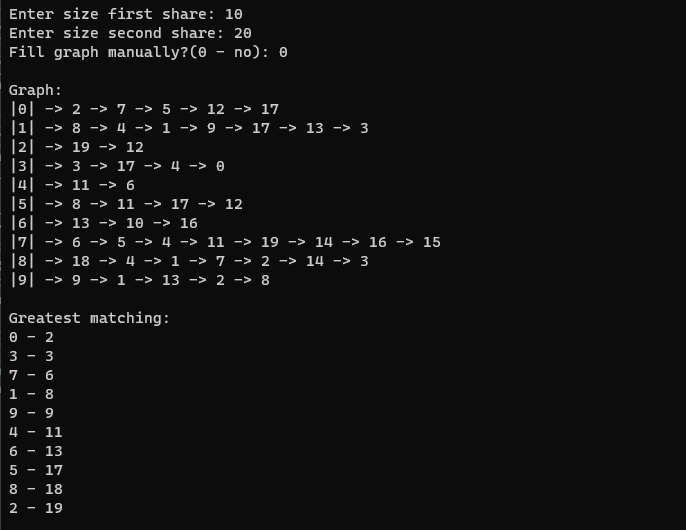 Enter size first share: 10
Enter size second share: 20
Fill graph manually?(0 - no): 0
Graph:
|0| -> 2 -> 7 -> 5 -> 12 -> 17
|1| -> 8 -> 4 -> 1 -> 9 -> 17 -> 13 -> 3
|2| -> 19 -> 12
|3| -> 3 -> 17 -> 4 -> 0
|4| -> 11 -> 6
|5| -> 8 -> 11 -> 17 -> 12
|6| -> 13 -> 10 -> 16
|7| -> 6 -> 5 -> 4 -> 11 -> 19 -> 14 -> 16 -> 15
|8| -> 18 -> 4 -> 1 -> 7 -> 2 -> 14 -> 3
|9| -> 9 -> 1 -> 13 -> 2 -> 8
Greatest matching:
0 - 2
3 - 3
7 - 6
1 - 8
9 - 9
4 - 11
6 - 13
5 - 17
8 - 18
2 - 19